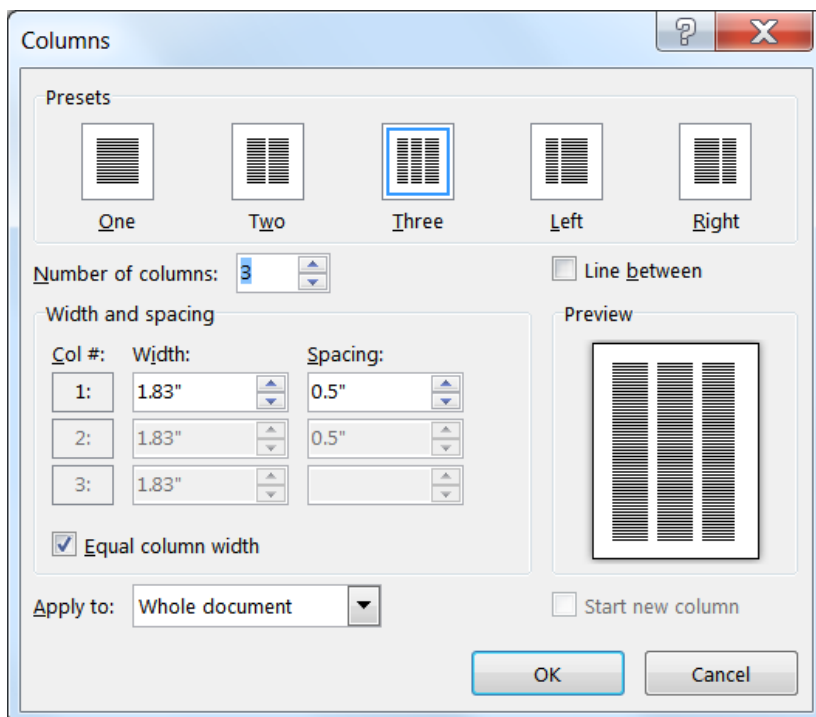 Columns
Presets
One Two Three Left Right
Number of columns: 3
Line between
Width and spacing
Col #: Width: Spacing:
1: 1.83" 0.5"
2: 1.83" 0.5"
3: 1.83"
Equal column width
Preview
Apply to: Whole document
Start new column
OK Cancel